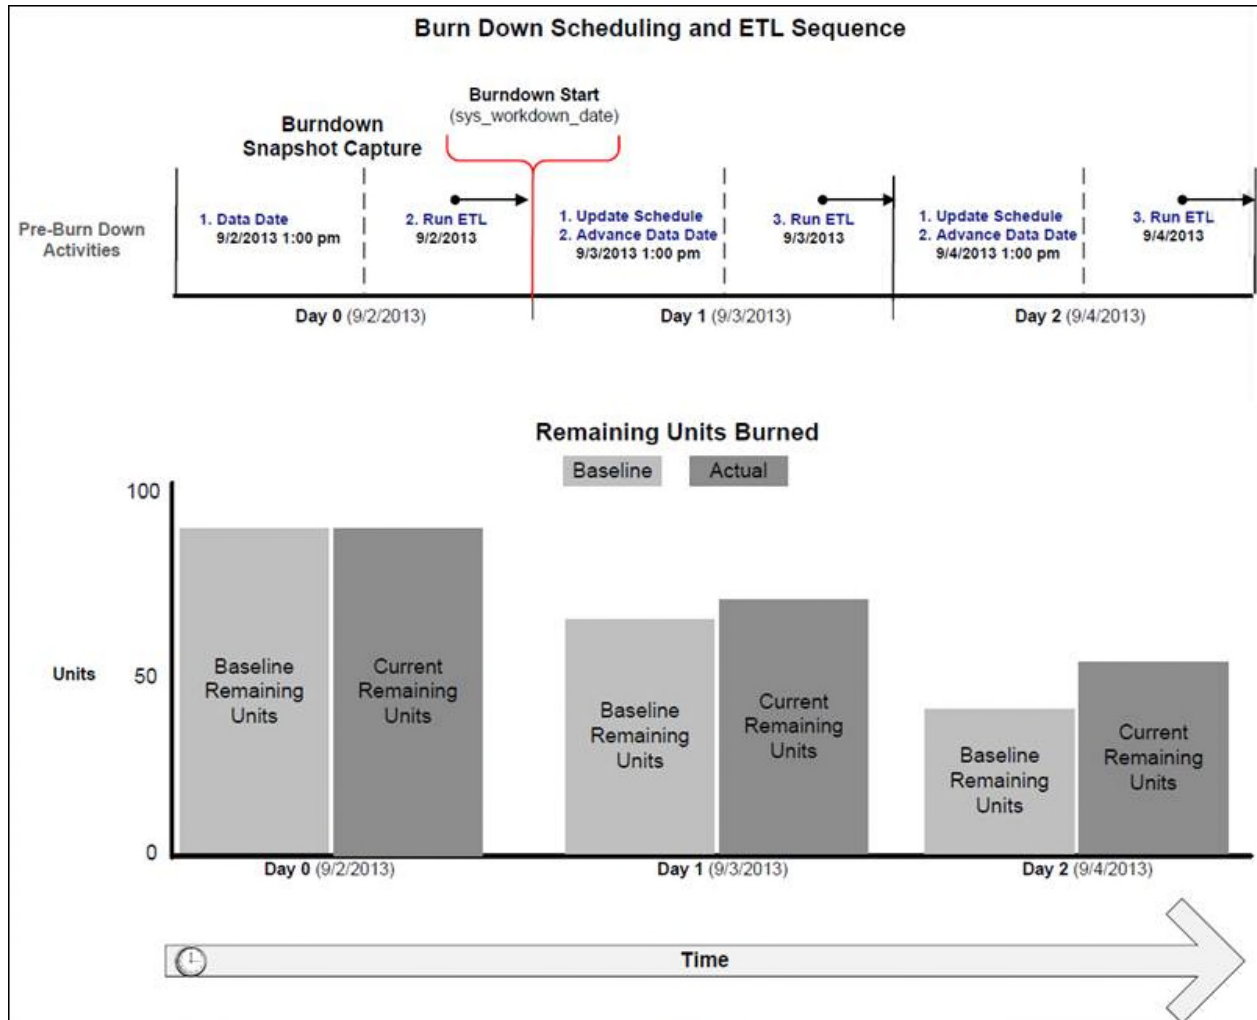 Burn Down Scheduling and ETL Sequence
Burndown Start
(sys_workdown_date)
Burndown
Snapshot Capture
Pre-Burn Down
Activities
1. Data Date
9/2/2013 1:00 pm
2. Run ETL
9/2/2013
1. Update Schedule
2. Advance Data Date
9/3/2013 1:00 pm
3. Run ETL
9/3/2013
1. Update Schedule
2. Advance Data Date
9/4/2013 1:00 pm
3. Run ETL
9/4/2013
Day 0 (9/2/2013)
Day 1 (9/3/2013)
Day 2 (9/4/2013)
Remaining Units Burned
Baseline
Actual
100
Units
50
0
Baseline
Remaining
Units
Current
Remaining
Units
Baseline
Remaining
Units
Current
Remaining
Units
Baseline
Remaining
Units
Current
Remaining
Units
Day 0 (9/2/2013)
Day 1 (9/3/2013)
Day 2 (9/4/2013)
Time